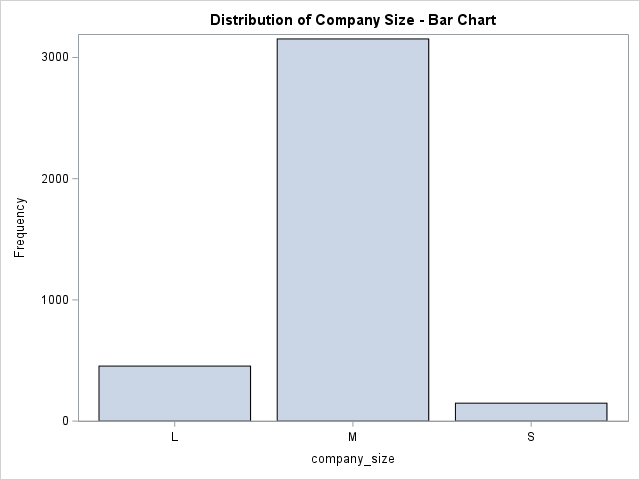 Distribution of Company Size - Bar Chart
Frequency
3000
2000
1000
0
L M S
company_size